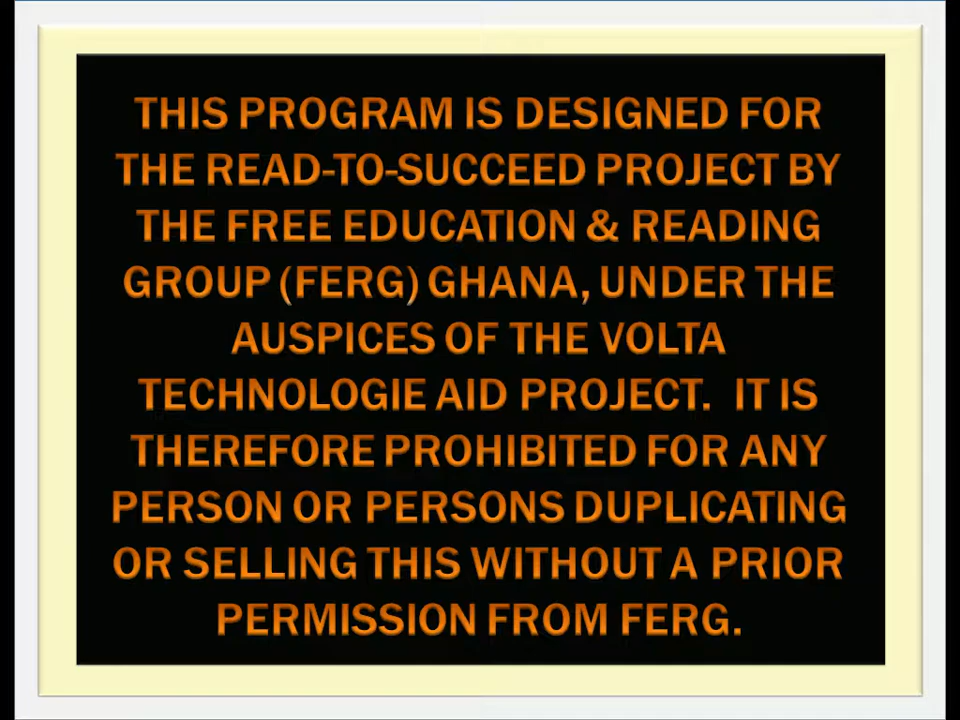 THIS PROGRAM IS DESIGNED FOR
THE READ-TO-SUCCEED PROJECT BY
THE FREE EDUCATION & READING
GROUP (FERG) GHANA, UNDER THE
AUSPICES OF THE VOLTA
TECHNOLOGIE AID PROJECT.  IT IS
THEREFORE PROHIBITED FOR ANY
PERSON OR PERSONS DUPLICATING
OR SELLING THIS WITHOUT A PRIOR
PERMISSION FROM FERG.